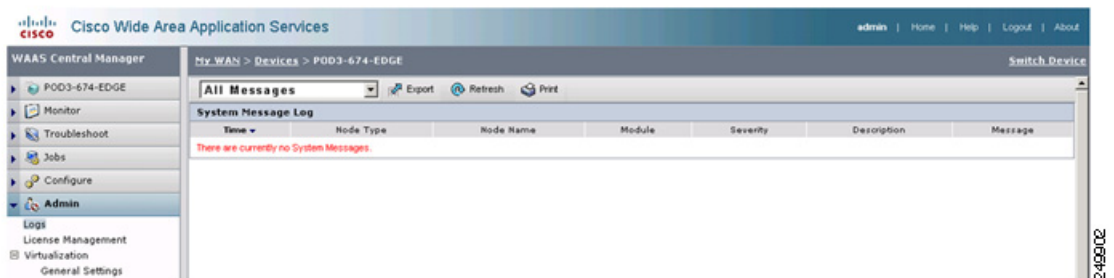 CISCO
Cisco Wide Area Application Services
admin | Home | Help | Logout | About
WAAS Central Manager
My WAN > Devices > POD3-674-EDGE
Switch Device
POD3-674-EDGE
Monitor
Troubleshoot
Jobs
Configure
Admin
Logs
License Management
Virtualization
General Settings
All Messages
Export
Refresh
Print
System Message Log
Time Node Type Node Name Module Severity Description Message
There are currently no System Messages.
249902